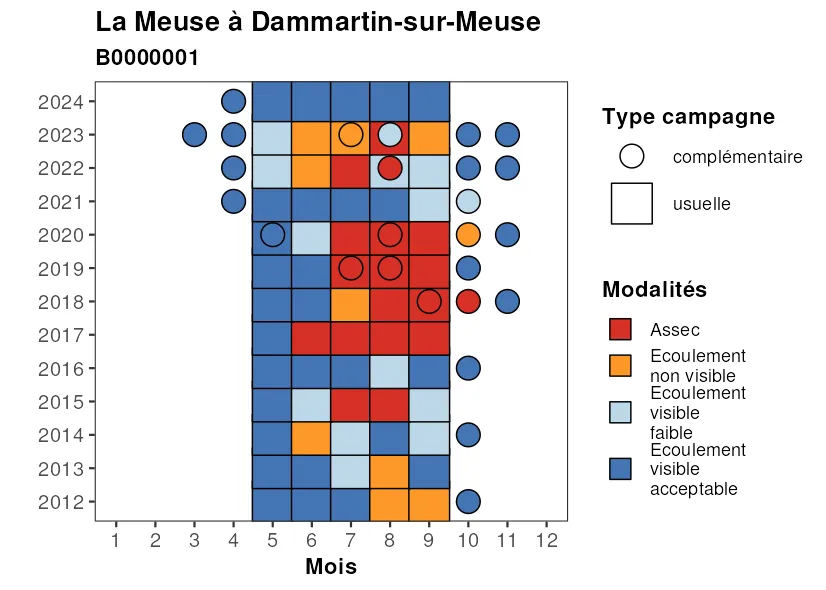 La Meuse à Dammartin-sur-Meuse
B0000001
2024
2023
2022
2021
2020
2019
2018
2017
2016
2015
2014
2013
2012
1 2 3 4 5 6 7 8 9 10 11 12
Mois
Type campagne
complémentaire
usuelle
Modalités
Assec
Ecoulement
non visible
Ecoulement
visible
faible
Ecoulement
visible
acceptable